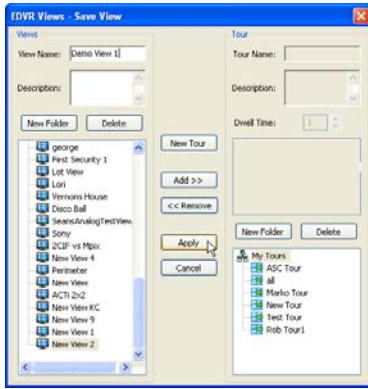 EDVR Views - Save View
Views
View Name: Demo View 1
Description:
New Folder Delete
george
First Security 1
Lot View
Lori
Vernons House
Disco Ball
SeansAnalogTestView
Sony
2CIF vs Mpix
New View 4
Perimeter
New View
ACTi 2x2
New View KC
New View 9
New View 1
New View 2
New Tour
Add >>
<< Remove
Apply
Cancel
Tour
Tour Name:
Description:
Dwell Time: 1
New Folder Delete
My Tours
ASC Tour
all
Marko Tour
New Tour
Test Tour
Rob Tour1